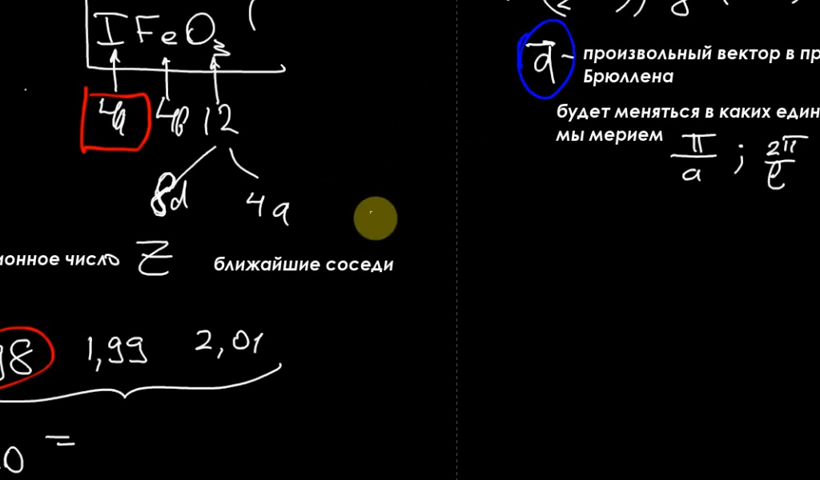 IFeO3
4a 4b 12
8d 4a
ионное число Z ближайшие соседи
98 1,99 2,01
0 =
d – произвольный вектор в пр
Брюллена
будет меняться в каких един
мы мерием π/a ; 2π/